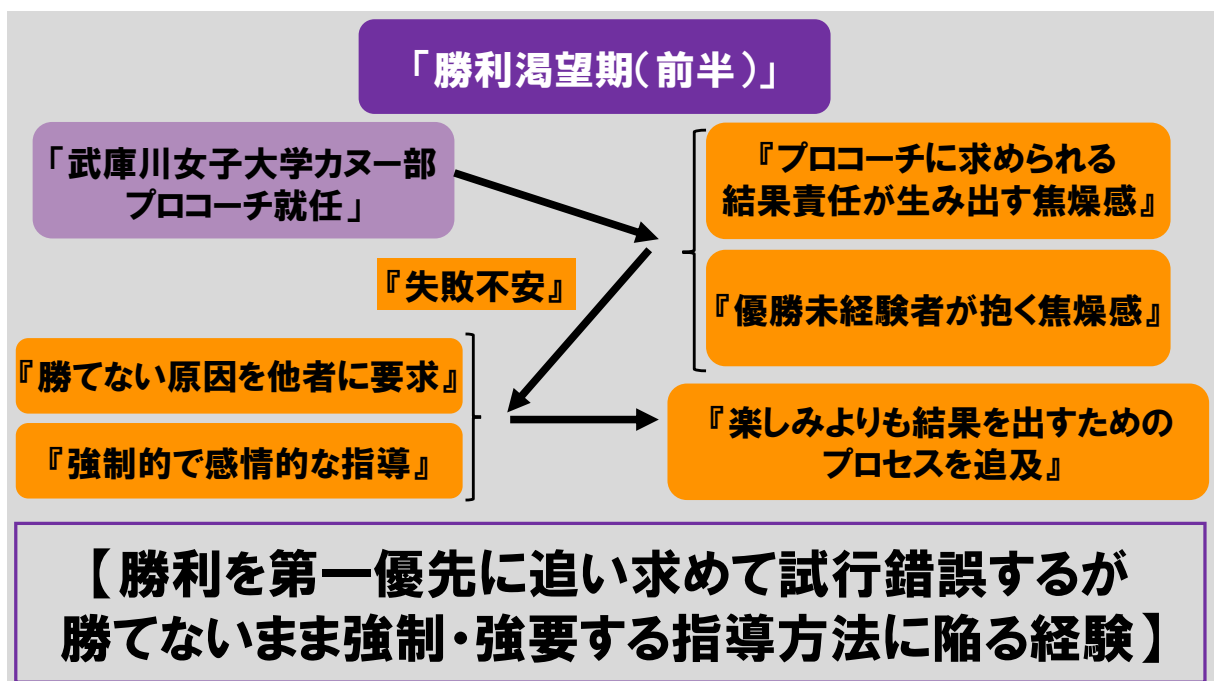 「勝利渇望期(前半)」
「武庫川女子大学カヌー部
プロコーチ就任」
『プロコーチに求められる
結果責任が生み出す焦燥感』
『失敗不安』
『優勝未経験者が抱く焦燥感』
『勝てない原因を他者に要求』
『強制的で感情的な指導』
『楽しみよりも結果を出すための
プロセスを追及』
【勝利を第一優先に追い求めて試行錯誤するが
勝てないまま強制・強要する指導方法に陥る経験】